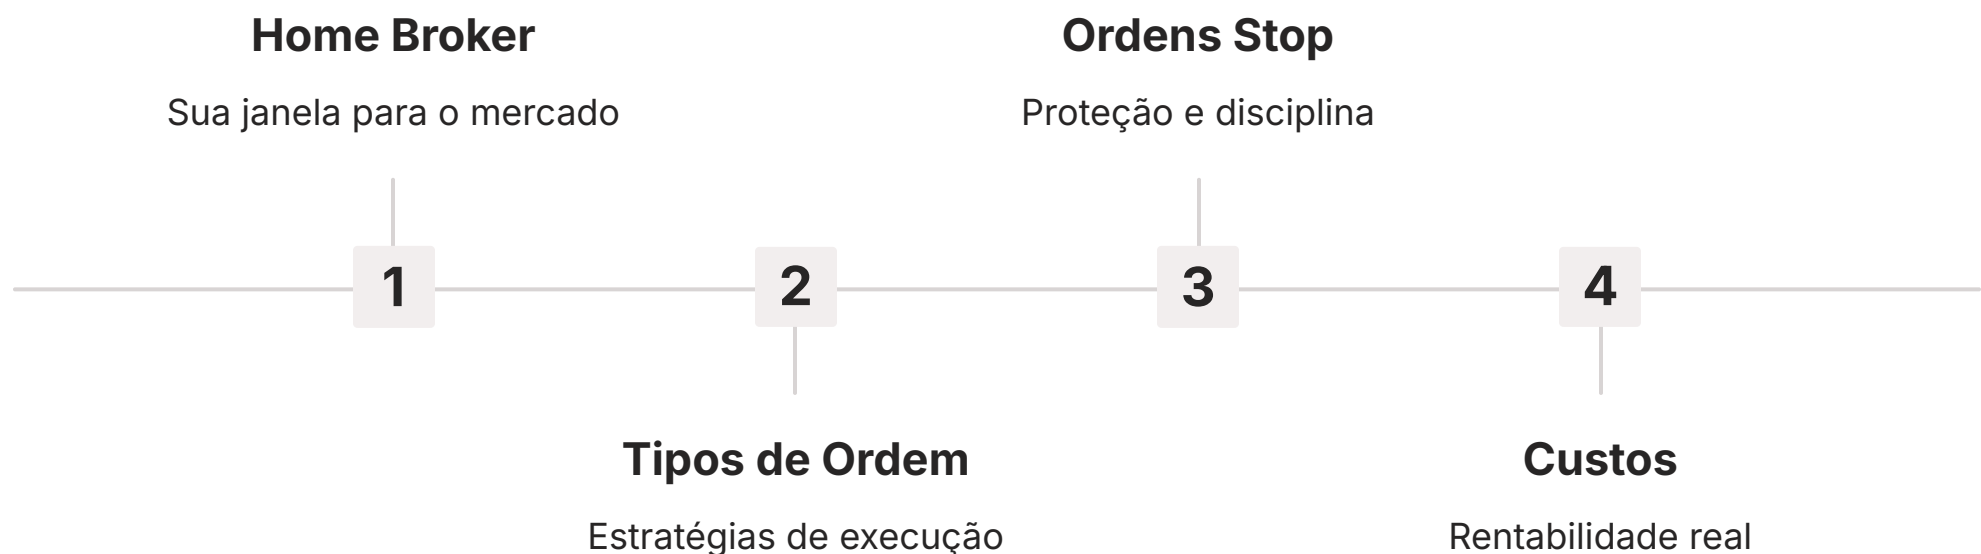 Home Broker
Sua janela para o mercado
1
2
Tipos de Ordem
Estratégias de execução
Ordens Stop
Proteção e disciplina
3
4
Custos
Rentabilidade real